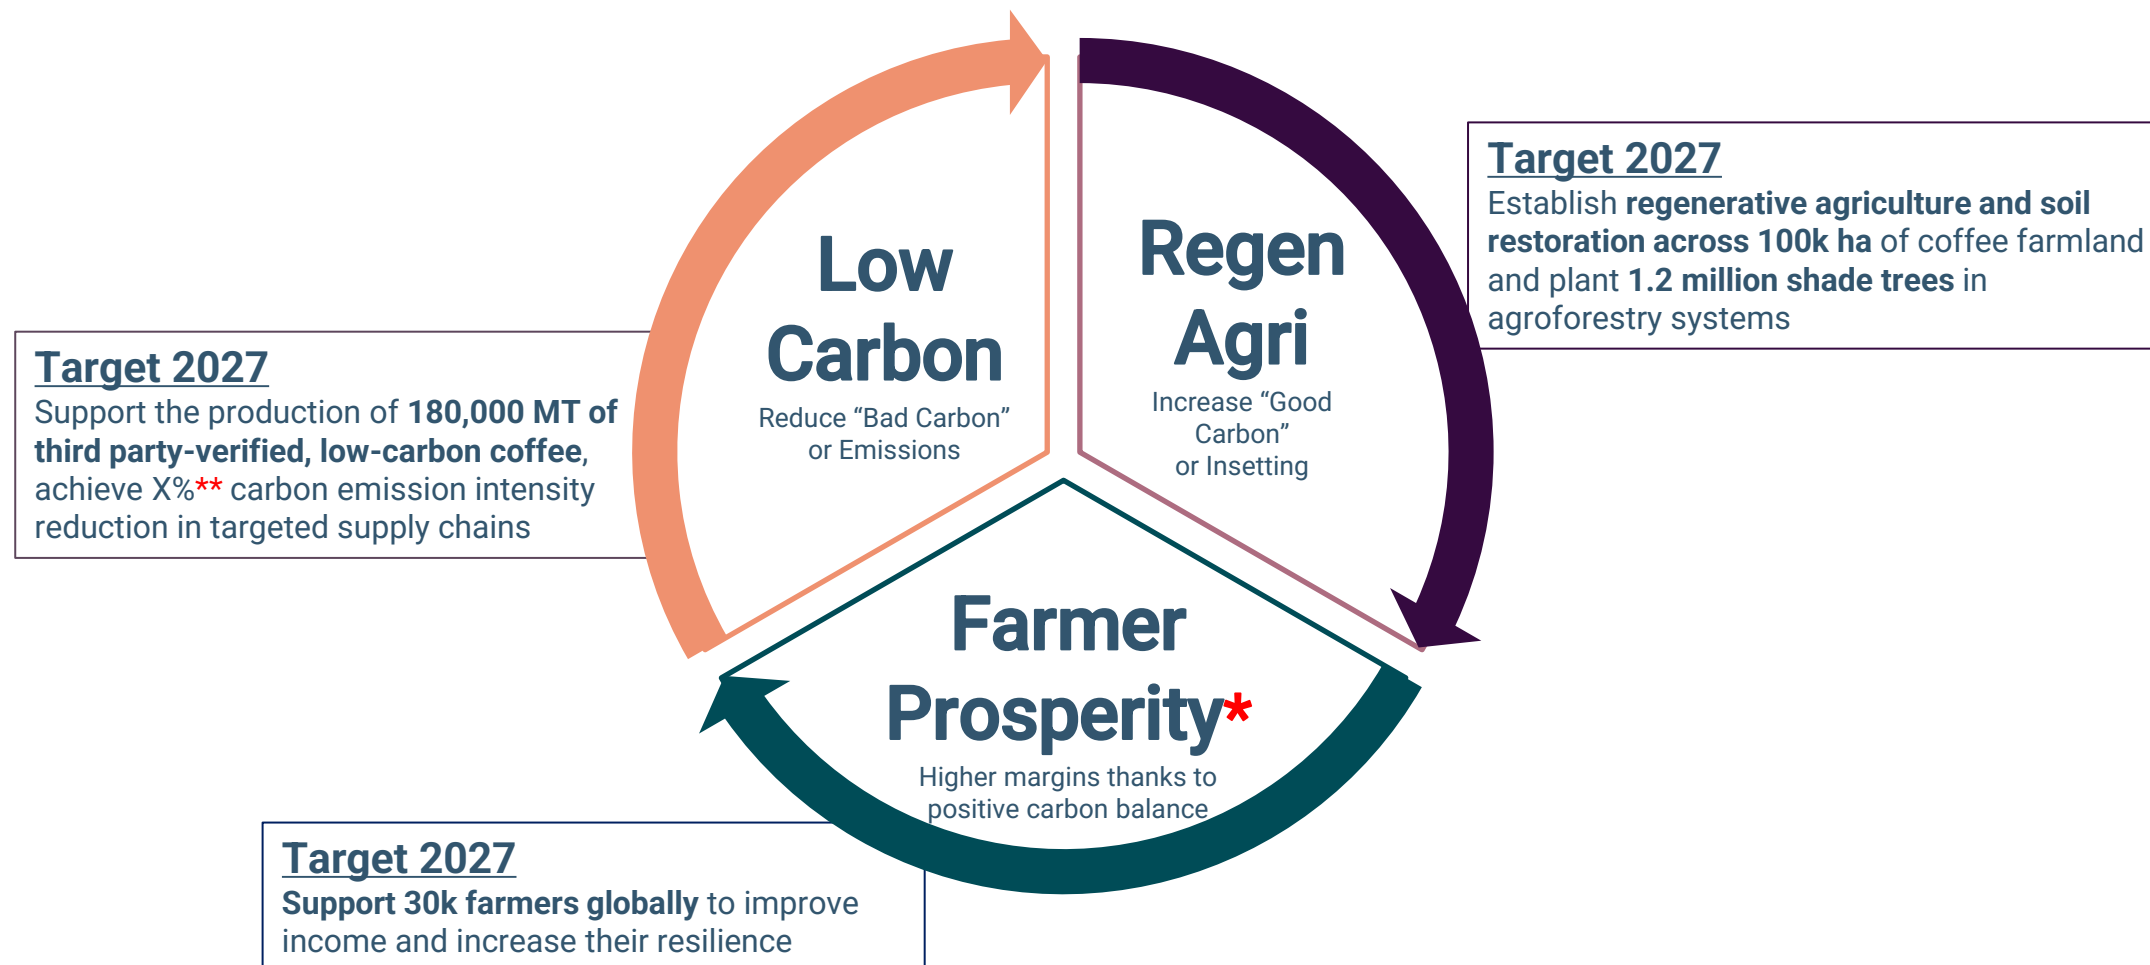 Low
Carbon
Reduce “Bad Carbon”
or Emissions
Regen
Agri
Increase “Good
Carbon”
or Insetting
Farmer
Prosperity*
Higher margins thanks to
positive carbon balance
Target 2027
Establish regenerative agriculture and soil
restoration across 100k ha of coffee farmland
and plant 1.2 million shade trees in
agroforestry systems
Target 2027
Support the production of 180,000 MT of
third party-verified, low-carbon coffee,
achieve X%** carbon emission intensity
reduction in targeted supply chains
Target 2027
Support 30k farmers globally to improve
income and increase their resilience